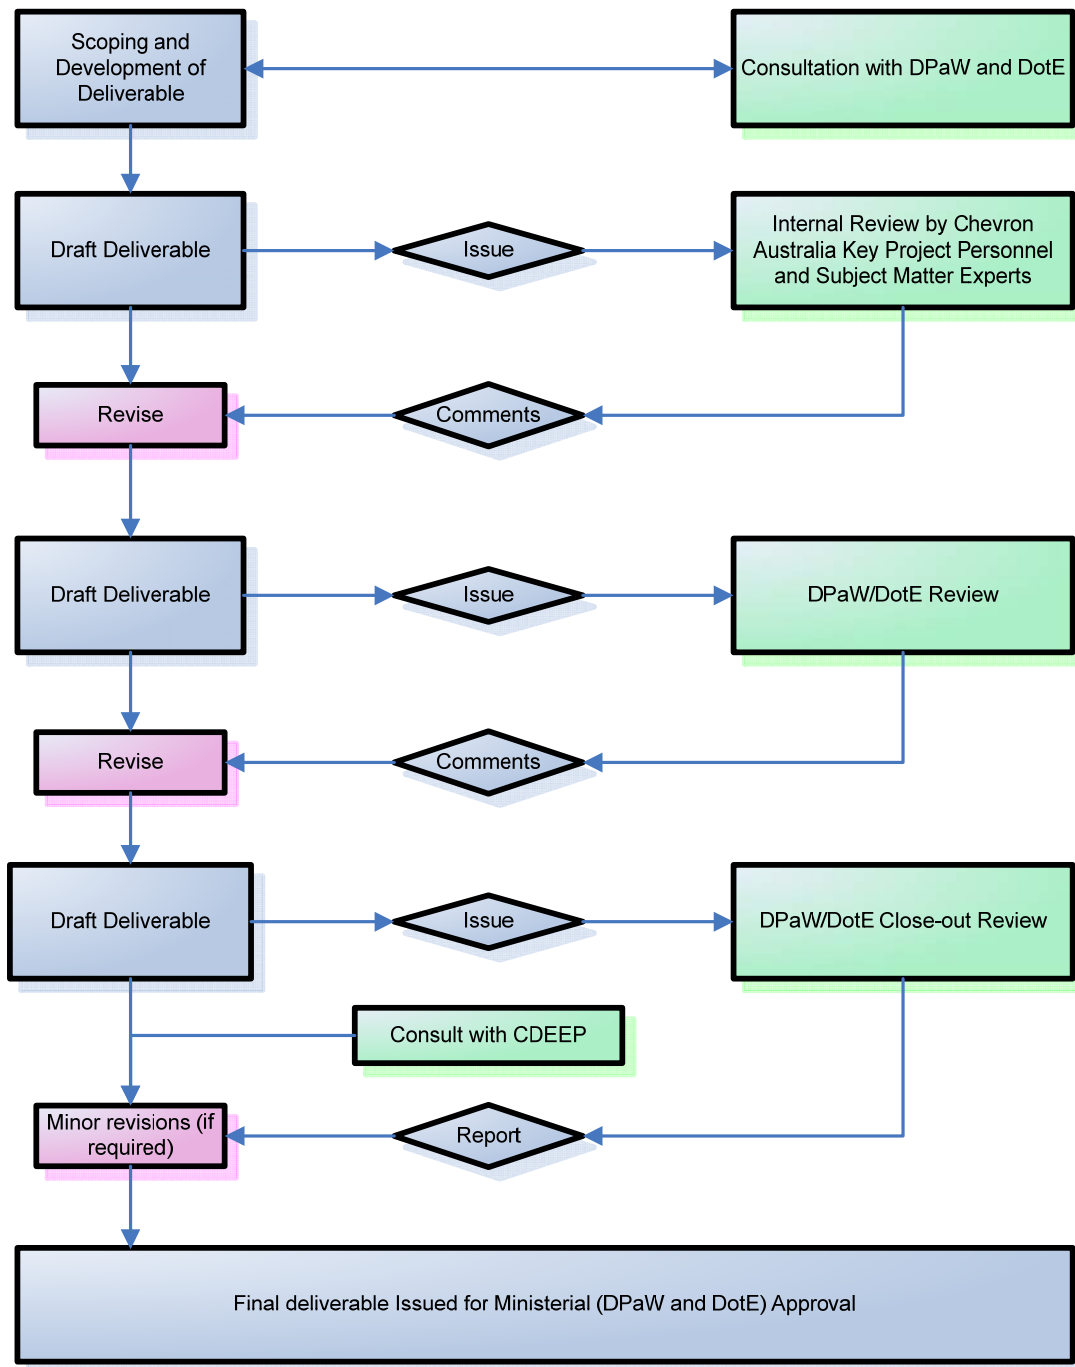 Scoping and
Development of
Deliverable
Consultation with DPaW and DotE
Draft Deliverable
Issue
Internal Review by Chevron
Australia Key Project Personnel
and Subject Matter Experts
Revise
Comments
Draft Deliverable
Issue
DPaW/DotE Review
Revise
Comments
Draft Deliverable
Issue
DPaW/DotE Close-out Review
Consult with CDEEP
Minor revisions (if
required)
Report
Final deliverable Issued for Ministerial (DPaW and DotE) Approval